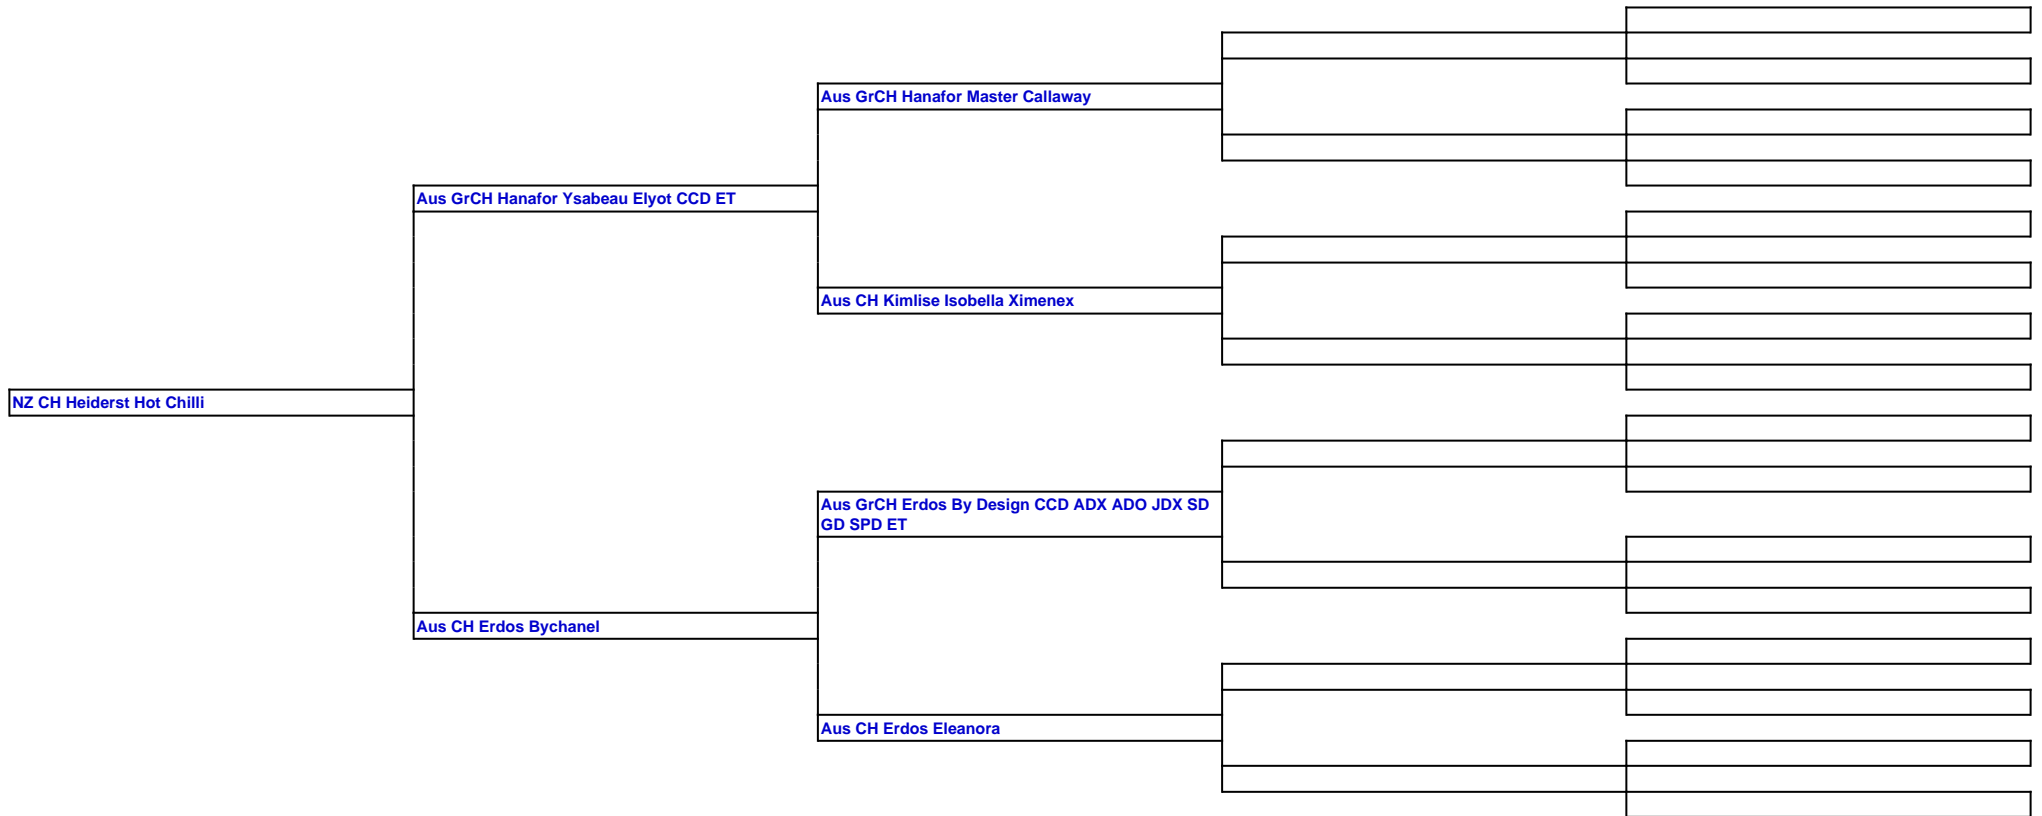 Aus GrCH Hanafor Master Callaway
Aus GrCH Hanafor Ysabeau Elyot CCD ET
Aus CH Kimlise Isobella Ximenex
NZ CH Heiderst Hot Chilli
Aus GrCH Erdos By Design CCD ADX ADO JDX SD
GD SPD ET
Aus CH Erdos Bychanel
Aus CH Erdos Eleanora